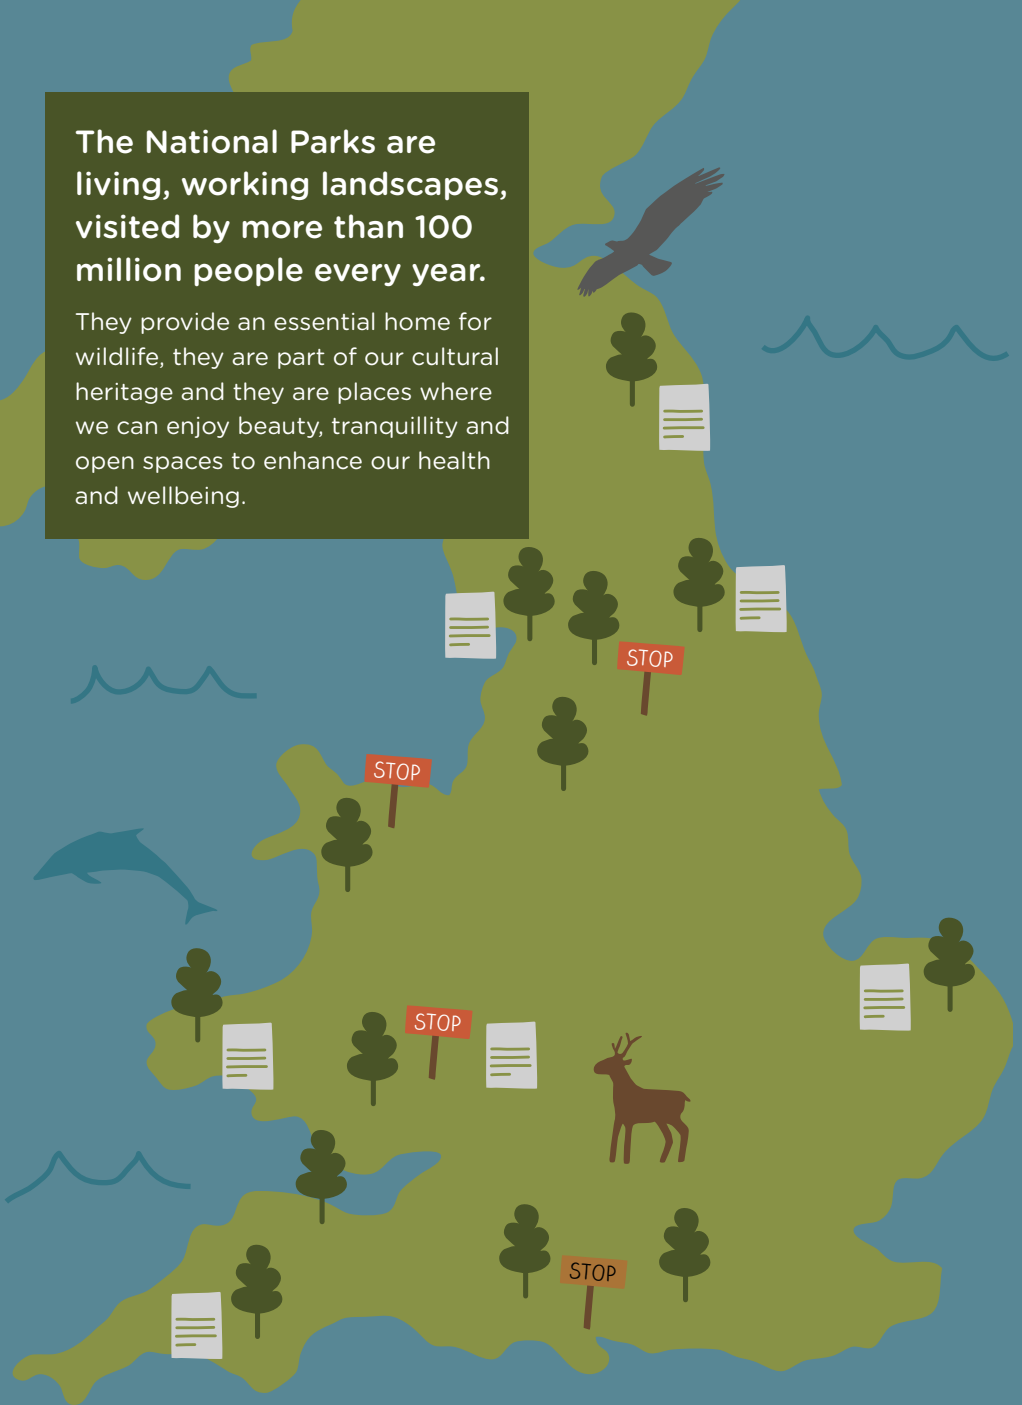 The National Parks are
living, working landscapes,
visited by more than 100
million people every year.
They provide an essential home for
wildlife, they are part of our cultural
heritage and they are places where
we can enjoy beauty, tranquillity and
open spaces to enhance our health
and wellbeing.
STOP
STOP
STOP
STOP